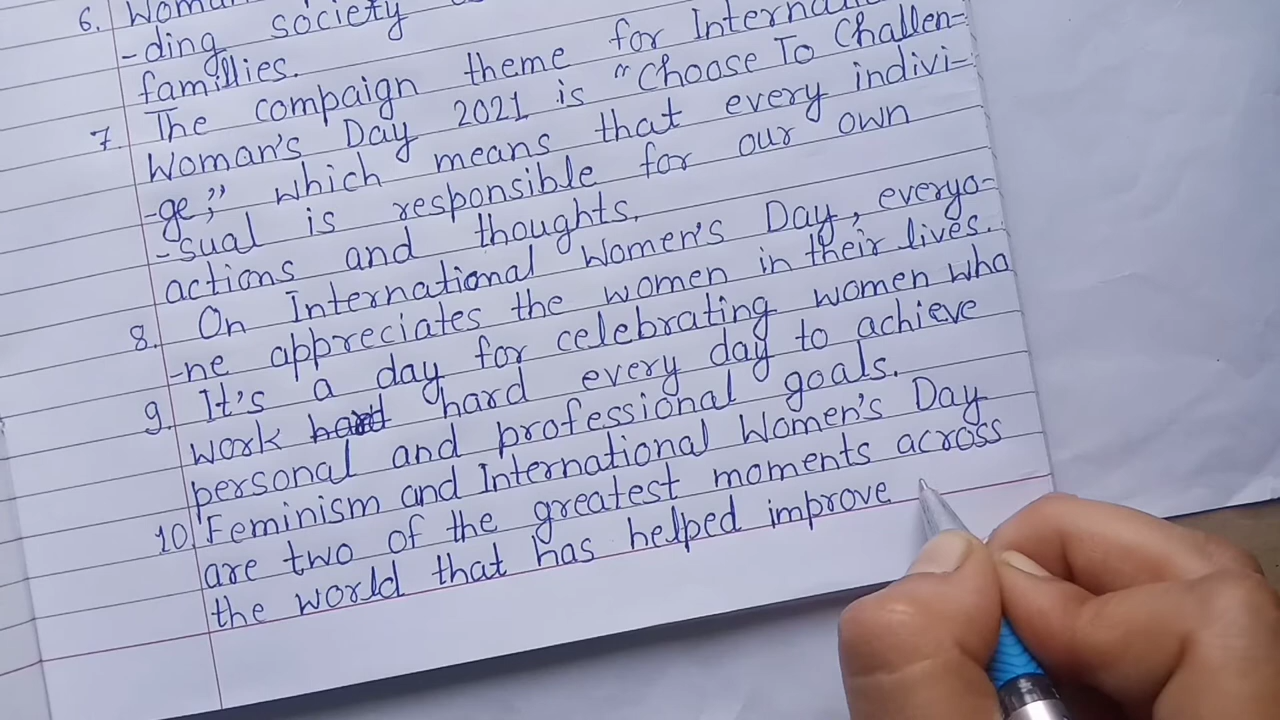 6. Woman
-ding society
families.
7. The compaign theme for Internati
Woman's Day 2021 is "Choose To Challen-
-ge;" which means that every indivi-
-sual is responsible for our own
actions and thoughts.
8. On International Women's Day, everyo-
-ne appreciates the women in their lives.
9. It's a day for celebrating women who
work hard hard every day to achieve
personal and professional goals.
10. Feminism and International Women's Day
are two of the greatest moments across
the world that has helped improve